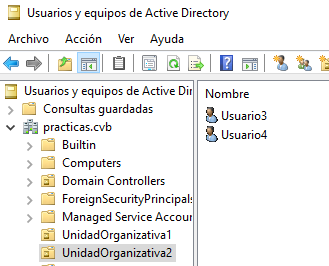 Usuarios y equipos de Active Directory
Archivo Acción Ver Ayuda
Usuarios y equipos de Active Dire
Consultas guardadas
practicas.cvb
Builtin
Computers
Domain Controllers
ForeignSecurityPrincipals
Managed Service Accour
UnidadOrganizativa1
UnidadOrganizativa2
Nombre
Usuario3
Usuario4